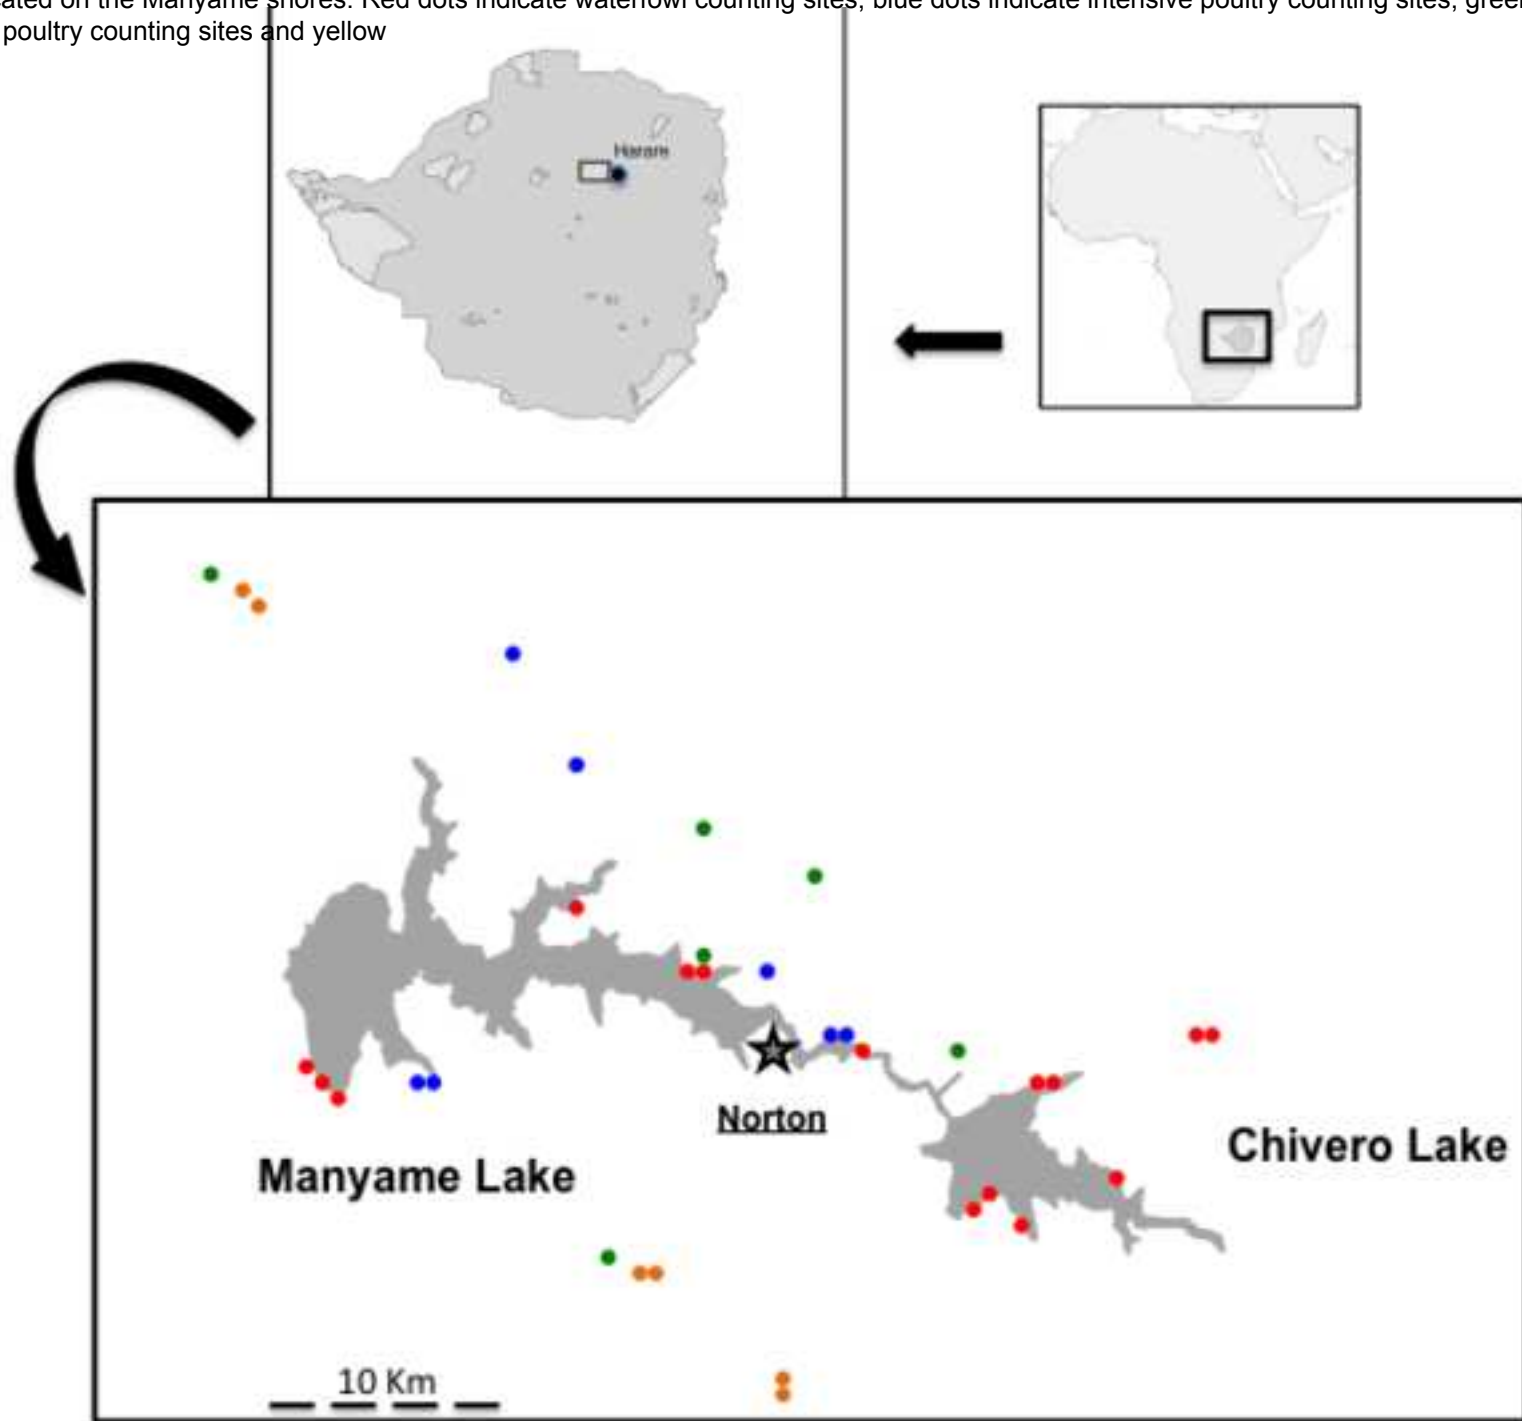 ated on the Manyame shores. Red dots indicate waterfowl counting sites; blue dots indicate intensive poultry counting sites; green
poultry counting sites and yellow
Harare
Norton
Chivero Lake
Manyame Lake
10 Km